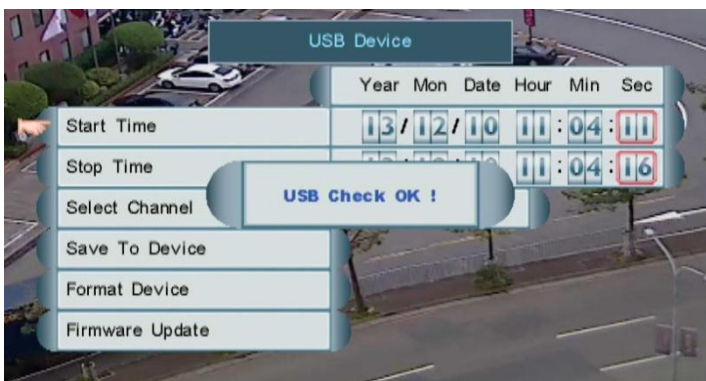 USB Device
Year Mon Date Hour Min Sec
Start Time 13 / 12 / 10 11 : 04 : 11
Stop Time 11 : 04 : 16
USB Check OK !
Select Channel
Save To Device
Format Device
Firmware Update